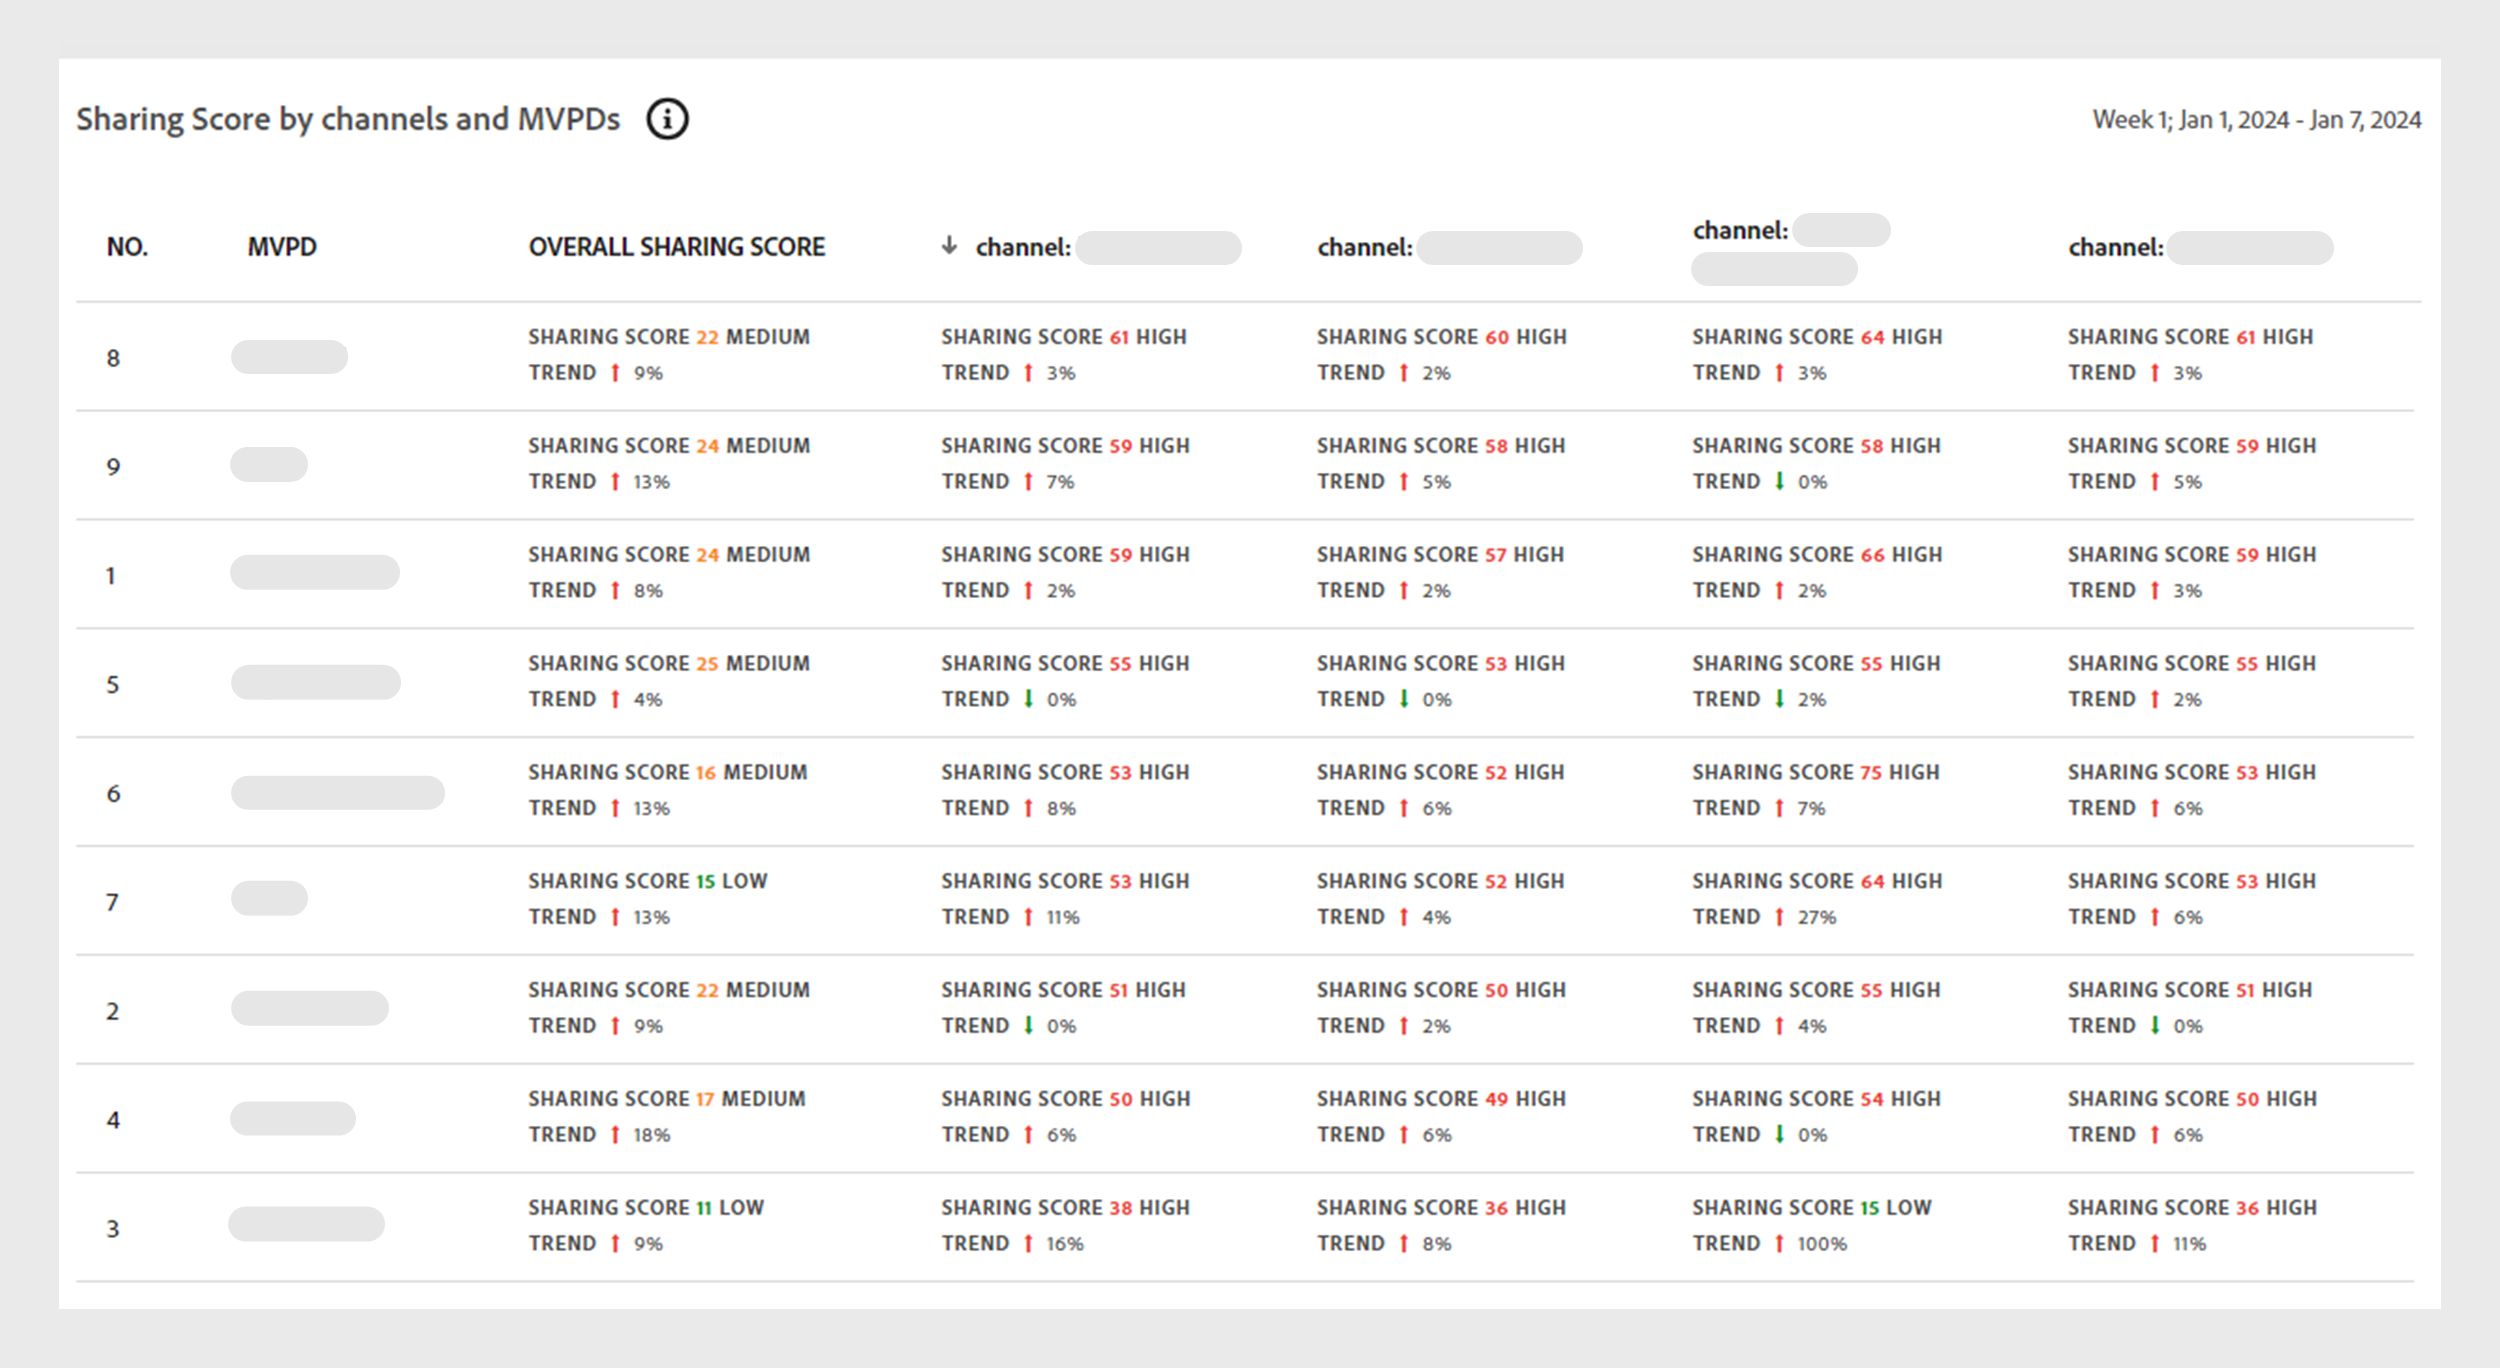 Sharing Score by channels and MVPDs
Week 1; Jan 1, 2024 - Jan 7, 2024
NO. MVPD OVERALL SHARING SCORE ↓ channel: channel: channel: channel:
SHARING SCORE 22 MEDIUM SHARING SCORE 61 HIGH SHARING SCORE 60 HIGH SHARING SCORE 64 HIGH SHARING SCORE 61 HIGH
8
TREND ↑ 9% TREND ↑ 3% TREND ↑ 2% TREND ↑ 3% TREND ↑ 3%
SHARING SCORE 24 MEDIUM SHARING SCORE 59 HIGH SHARING SCORE 58 HIGH SHARING SCORE 58 HIGH SHARING SCORE 59 HIGH
9
TREND ↑ 13% TREND ↑ 7% TREND ↑ 5% TREND ↓ 0% TREND ↑ 5%
SHARING SCORE 24 MEDIUM SHARING SCORE 59 HIGH SHARING SCORE 57 HIGH SHARING SCORE 66 HIGH SHARING SCORE 59 HIGH
1
TREND ↑ 8% TREND ↑ 2% TREND ↑ 2% TREND ↑ 2% TREND ↑ 3%
SHARING SCORE 25 MEDIUM SHARING SCORE 55 HIGH SHARING SCORE 53 HIGH SHARING SCORE 55 HIGH SHARING SCORE 55 HIGH
5
TREND ↑ 4% TREND ↓ 0% TREND ↓ 0% TREND ↓ 2% TREND ↑ 2%
SHARING SCORE 16 MEDIUM SHARING SCORE 53 HIGH SHARING SCORE 52 HIGH SHARING SCORE 75 HIGH SHARING SCORE 53 HIGH
6
TREND ↑ 13% TREND ↑ 8% TREND ↑ 6% TREND ↑ 7% TREND ↑ 6%
SHARING SCORE 15 LOW SHARING SCORE 53 HIGH SHARING SCORE 52 HIGH SHARING SCORE 64 HIGH SHARING SCORE 53 HIGH
7
TREND ↑ 13% TREND ↑ 11% TREND ↑ 4% TREND ↑ 27% TREND ↑ 6%
SHARING SCORE 22 MEDIUM SHARING SCORE 51 HIGH SHARING SCORE 50 HIGH SHARING SCORE 55 HIGH SHARING SCORE 51 HIGH
2
TREND ↑ 9% TREND ↓ 0% TREND ↑ 2% TREND ↑ 4% TREND ↓ 0%
SHARING SCORE 17 MEDIUM SHARING SCORE 50 HIGH SHARING SCORE 49 HIGH SHARING SCORE 54 HIGH SHARING SCORE 50 HIGH
4
TREND ↑ 18% TREND ↑ 6% TREND ↑ 6% TREND ↓ 0% TREND ↑ 6%
SHARING SCORE 11 LOW SHARING SCORE 38 HIGH SHARING SCORE 36 HIGH SHARING SCORE 15 LOW SHARING SCORE 36 HIGH
3
TREND ↑ 9% TREND ↑ 16% TREND ↑ 8% TREND ↑ 100% TREND ↑ 11%